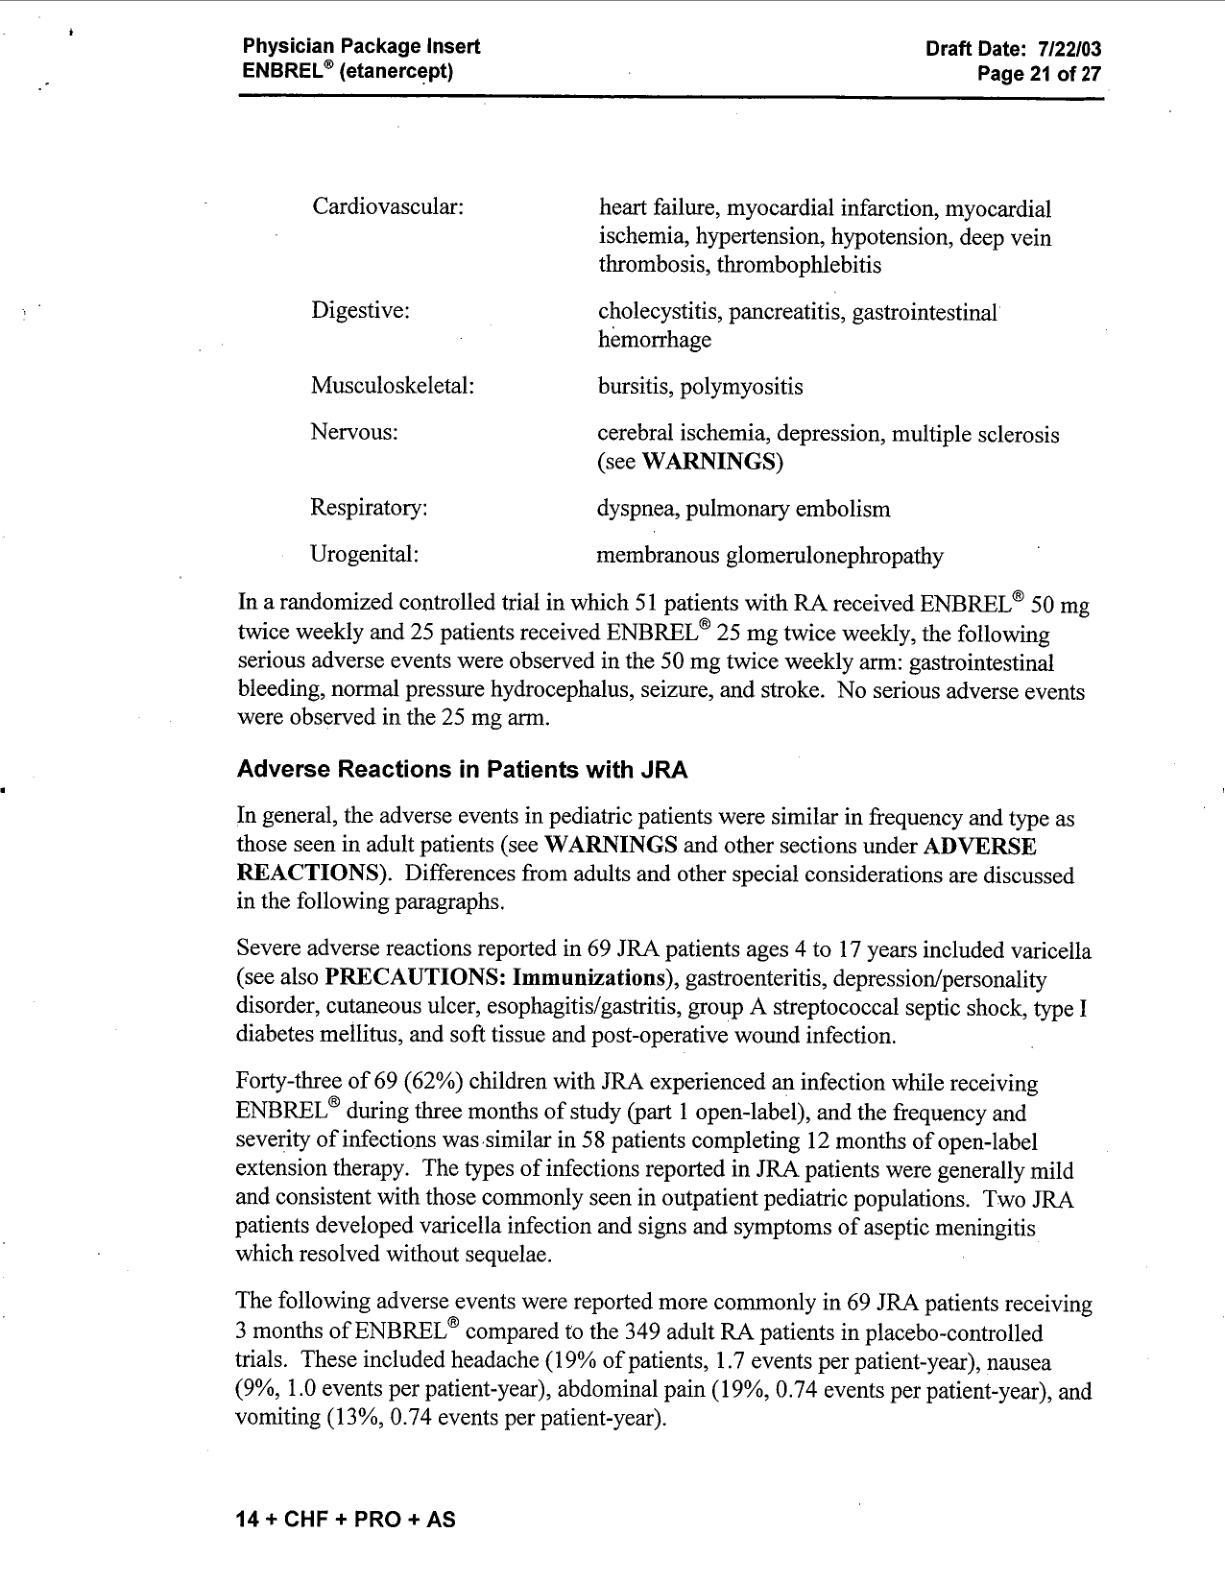 Physician Package Insert
ENBREL® (etanercept)
Draft Date: 7/22/03
Page 21 of 27
Cardiovascular:
heart failure, myocardial infarction, myocardial
ischemia, hypertension, hypotension, deep vein
thrombosis, thrombophlebitis
Digestive:
cholecystitis, pancreatitis, gastrointestinal
hemorrhage
Musculoskeletal:
bursitis, polymyositis
Nervous:
cerebral ischemia, depression, multiple sclerosis
(see WARNINGS)
Respiratory:
dyspnea, pulmonary embolism
Urogenital:
membranous glomerulonephropathy
In a randomized controlled trial in which 51 patients with RA received ENBREL® 50 mg
twice weekly and 25 patients received ENBREL® 25 mg twice weekly, the following
serious adverse events were observed in the 50 mg twice weekly arm: gastrointestinal
bleeding, normal pressure hydrocephalus, seizure, and stroke. No serious adverse events
were observed in the 25 mg arm.
Adverse Reactions in Patients with JRA
In general, the adverse events in pediatric patients were similar in frequency and type as
those seen in adult patients (see WARNINGS and other sections under ADVERSE
REACTIONS). Differences from adults and other special considerations are discussed
in the following paragraphs.
Severe adverse reactions reported in 69 JRA patients ages 4 to 17 years included varicella
(see also PRECAUTIONS: Immunizations), gastroenteritis, depression/personality
disorder, cutaneous ulcer, esophagitis/gastritis, group A streptococcal septic shock, type I
diabetes mellitus, and soft tissue and post-operative wound infection.
Forty-three of 69 (62%) children with JRA experienced an infection while receiving
ENBREL® during three months of study (part 1 open-label), and the frequency and
severity of infections was similar in 58 patients completing 12 months of open-label
extension therapy. The types of infections reported in JRA patients were generally mild
and consistent with those commonly seen in outpatient pediatric populations. Two JRA
patients developed varicella infection and signs and symptoms of aseptic meningitis
which resolved without sequelae.
The following adverse events were reported more commonly in 69 JRA patients receiving
3 months of ENBREL® compared to the 349 adult RA patients in placebo-controlled
trials. These included headache (19% of patients, 1.7 events per patient-year), nausea
(9%, 1.0 events per patient-year), abdominal pain (19%, 0.74 events per patient-year), and
vomiting (13%, 0.74 events per patient-year).
14 + CHF + PRO + AS